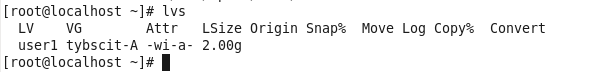 [root@localhost ~]# lvs
LV VG Attr LSize Origin Snap% Move Log Copy% Convert
user1 tybscit-A -wi-a- 2.00g
[root@localhost ~]#